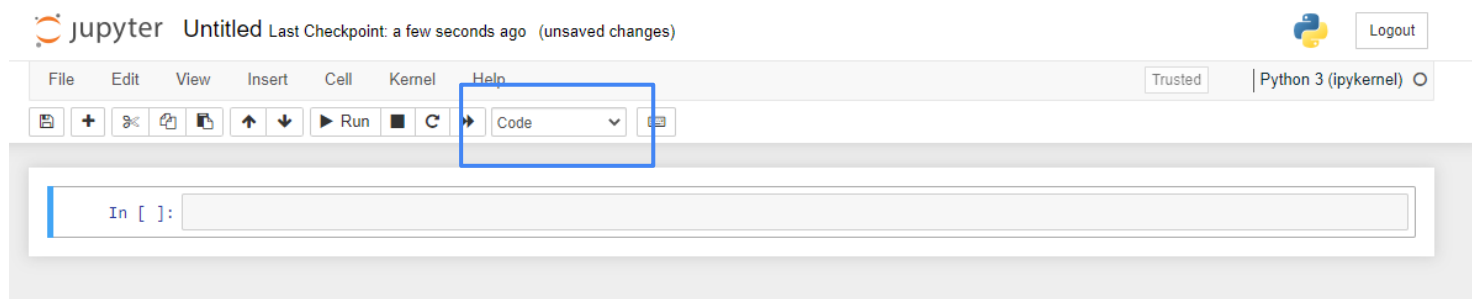 jupyter Untitled Last Checkpoint: a few seconds ago (unsaved changes) Logout
File Edit View Insert Cell Kernel Help Trusted Python 3 (ipykernel)
Run Code
In [ ]: